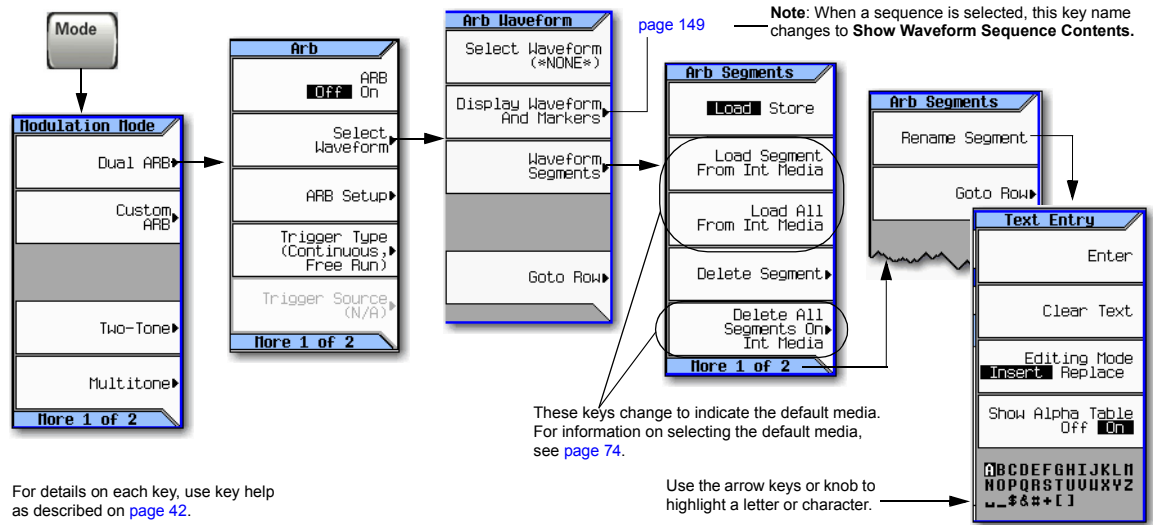 Mode
Modulation Mode
Dual ARB
Custom
ARB
Two-Tone
Multitone
More 1 of 2
For details on each key, use key help
as described on page 42.
Arb
ARB
Off On
Select
Waveform
ARB Setup
Trigger Type
(Continuous,
Free Run)
Trigger Source
(N/A)
More 1 of 2
Arb Waveform
Select Waveform
(*NONE*)
Display Waveform
And Markers
Waveform
Segments
Goto Row
page 149
Note: When a sequence is selected, this key name
changes to Show Waveform Sequence Contents.
Arb Segments
Load Store
Load Segment
From Int Media
Load All
From Int Media
Delete Segment
Delete All
Segments On
Int Media
More 1 of 2
These keys change to indicate the default media.
For information on selecting the default media,
see page 74.
Arb Segments
Rename Segment
Goto Row
Text Entry
Enter
Clear Text
Editing Mode
Insert Replace
Show Alpha Table
Off On
ABCDEFGHIJKLM
NOPQRSTUVWXYZ
␣_$&#+[]
Use the arrow keys or knob to
highlight a letter or character.